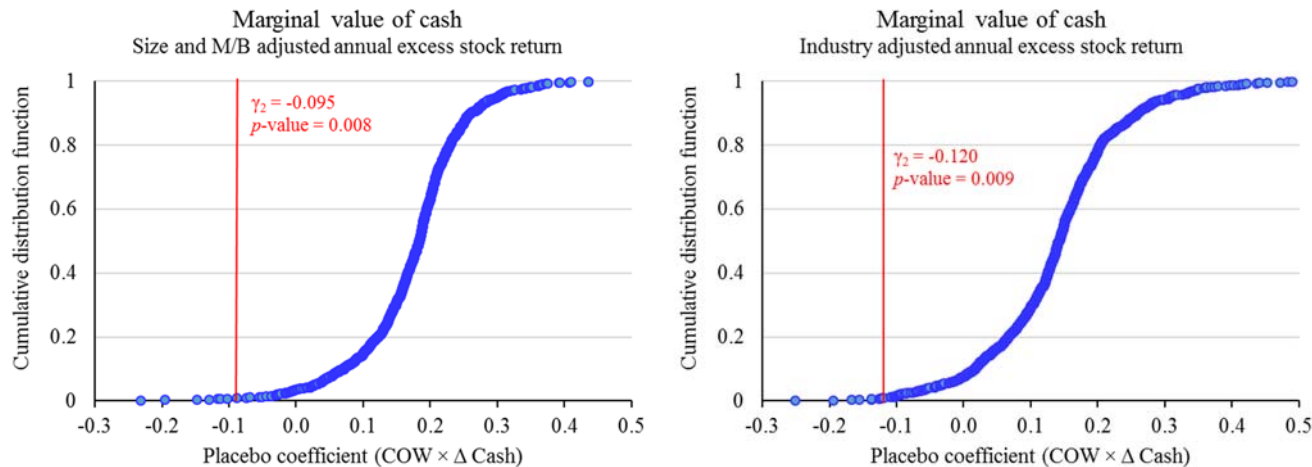 Marginal value of cash
Size and M/B adjusted annual excess stock return
Cumulative distribution function
1
0.8
0.6
0.4
0.2
0
γ₂ = -0.095
p-value = 0.008
-0.3 -0.2 -0.1 0.0 0.1 0.2 0.3 0.4 0.5
Placebo coefficient (COW × Δ Cash)
Marginal value of cash
Industry adjusted annual excess stock return
Cumulative distribution function
1
0.8
0.6
0.4
0.2
0
γ₂ = -0.120
p-value = 0.009
-0.3 -0.2 -0.1 0.0 0.1 0.2 0.3 0.4 0.5
Placebo coefficient (COW × Δ Cash)